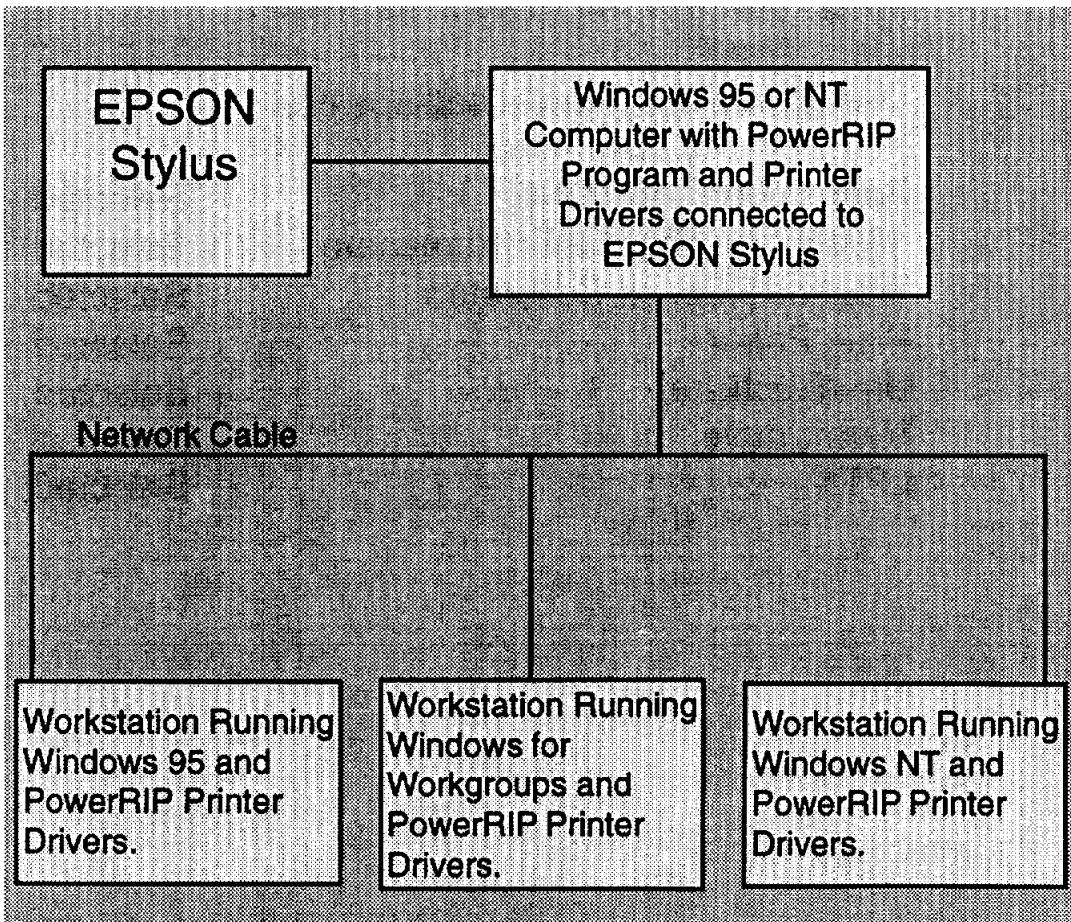 EPSON
Stylus
Windows 95 or NT
Computer with PowerRIP
Program and Printer
Drivers connected to
EPSON Stylus
Network Cable
Workstation Running
Windows 95 and
PowerRIP Printer
Drivers.
Workstation Running
Windows for
Workgroups and
PowerRIP Printer
Drivers.
Workstation Running
Windows NT and
PowerRIP Printer
Drivers.